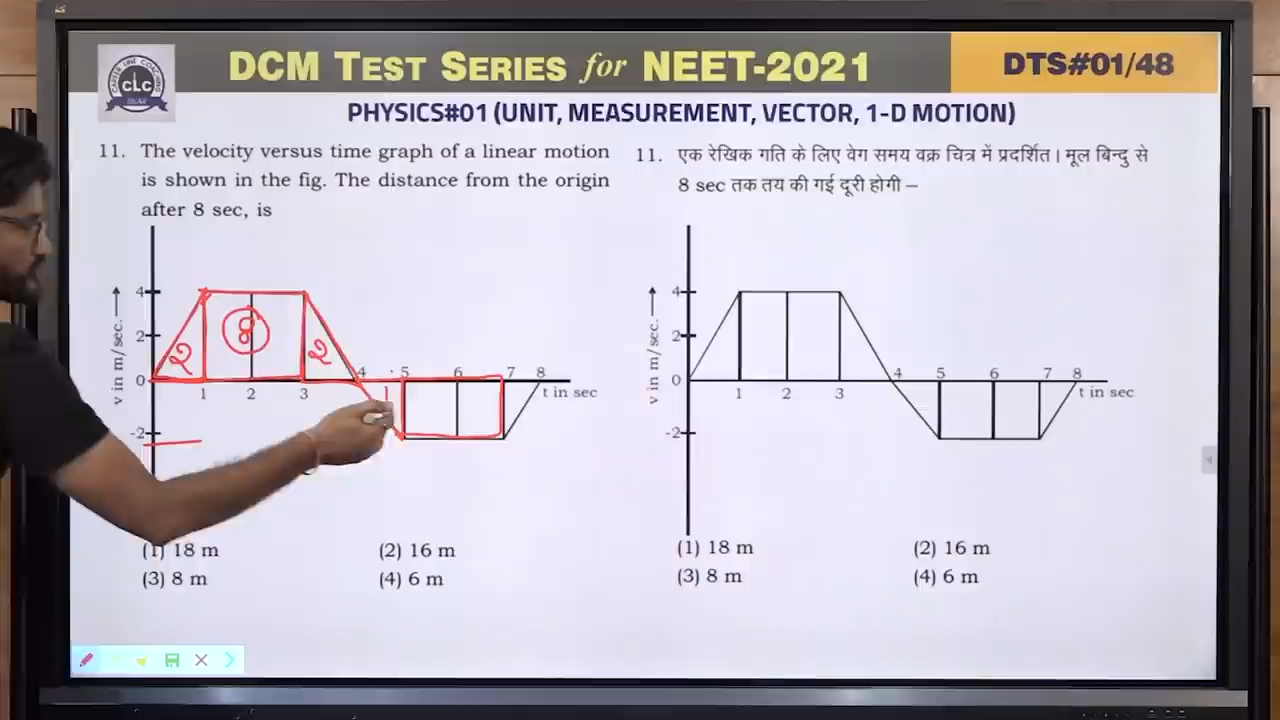 DCM TEST SERIES for NEET-2021
DTS#01/48
CLC
PHYSICS#01 (UNIT, MEASUREMENT, VECTOR, 1-D MOTION)
11. The velocity versus time graph of a linear motion
is shown in the fig. The distance from the origin
after 8 sec, is
4
2
0
-2
v in m/sec.
1 2 3
4 5 6 7 8
t in sec
2 8 2
1
(1) 18 m (2) 16 m
(3) 8 m (4) 6 m
11. एक रेखिक गति के लिए वेग समय वक्र चित्र में प्रदर्शित। मूल बिन्दु से
8 sec तक तय की गई दूरी होगी –
4
2
0
-2
v in m/sec.
1 2 3
4 5 6 7 8
t in sec
(1) 18 m (2) 16 m
(3) 8 m (4) 6 m